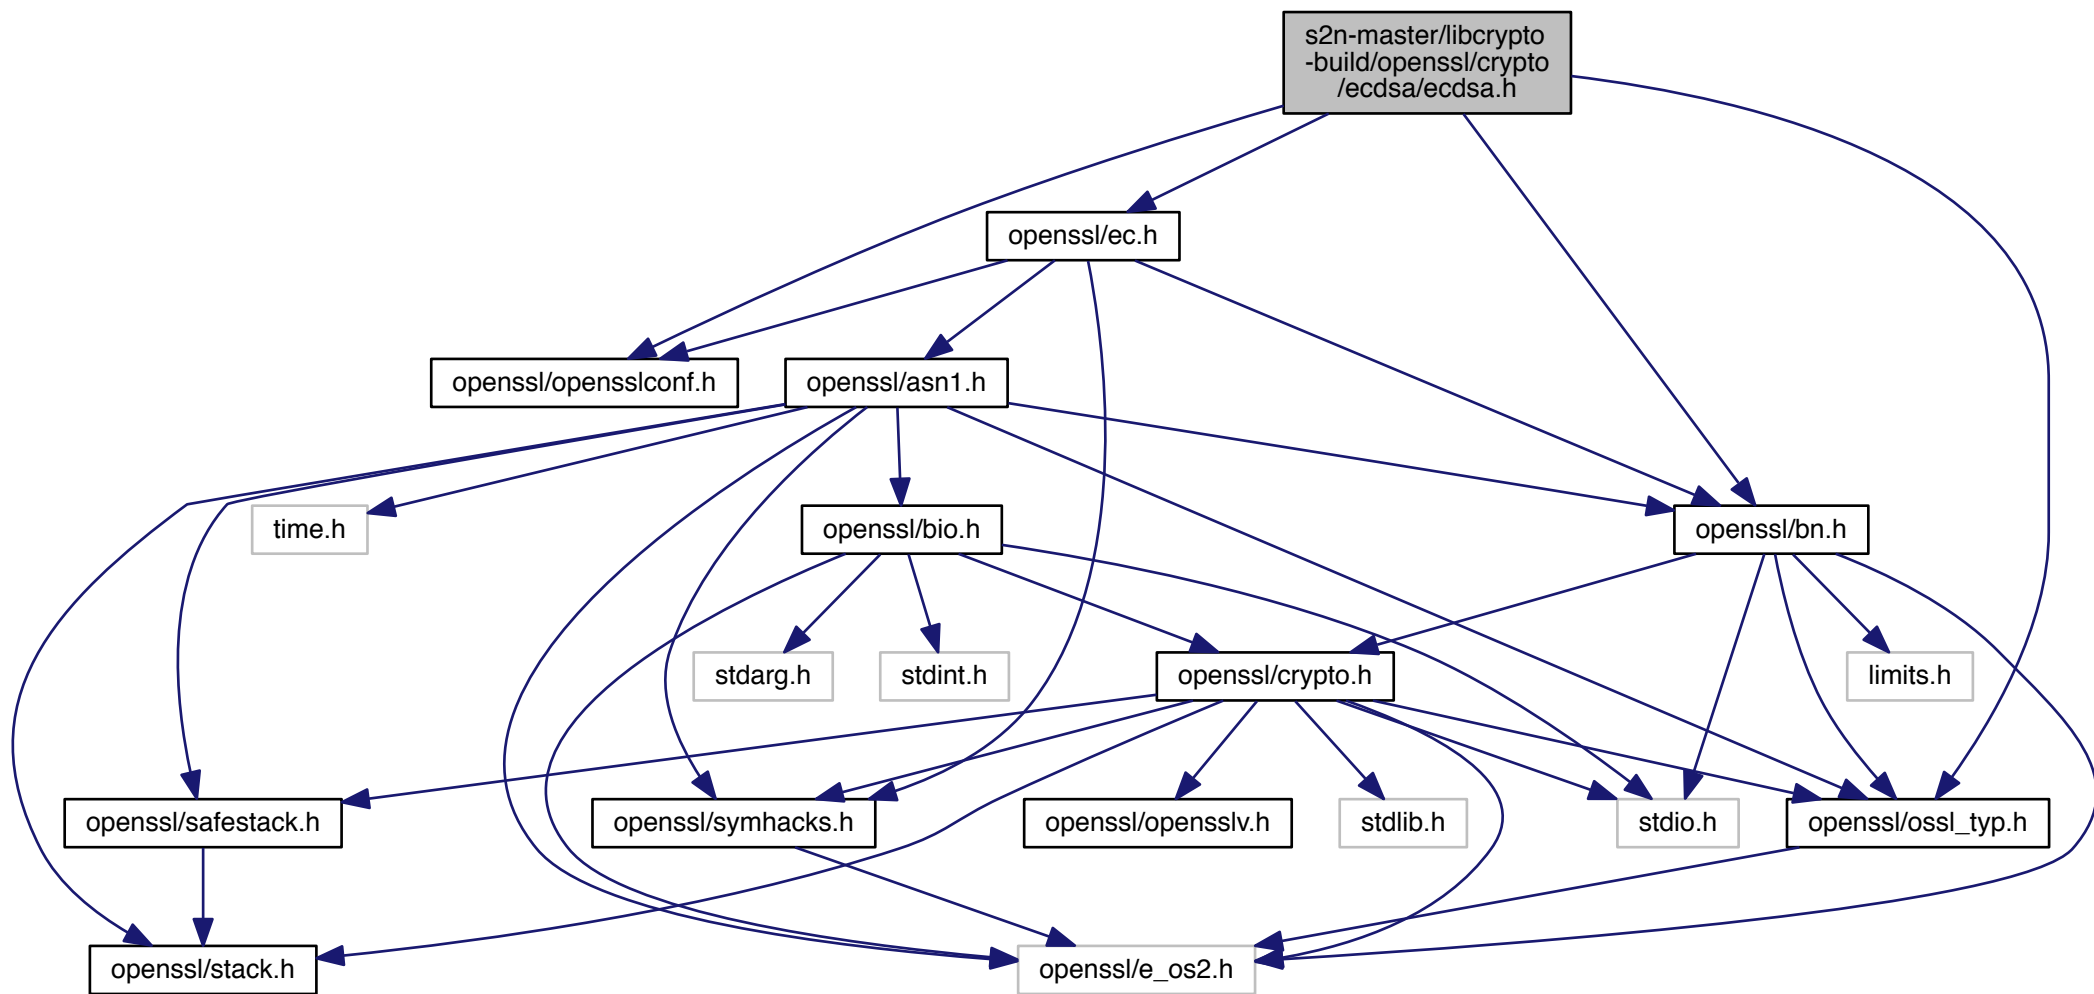 s2n-master/libcrypto
-build/openssl/crypto
/ecdsa/ecdsa.h
openssl/ec.h
openssl/opensslconf.h
openssl/asn1.h
time.h
openssl/bio.h
openssl/bn.h
stdarg.h
stdint.h
openssl/crypto.h
limits.h
openssl/safestack.h
openssl/symhacks.h
openssl/opensslv.h
stdlib.h
stdio.h
openssl/ossl_typ.h
openssl/stack.h
openssl/e_os2.h